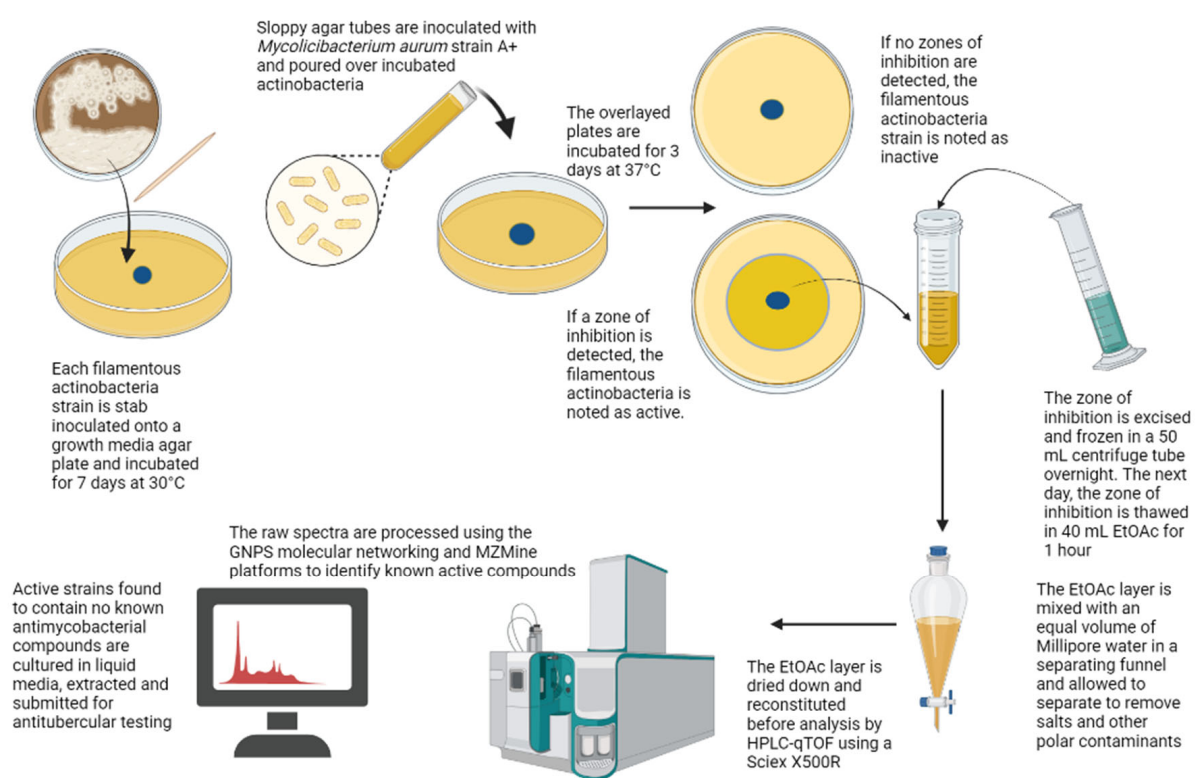 Sloppy agar tubes are inoculated with
Mycolicibacterium aurum strain A+
and poured over incubated
actinobacteria
The overlayed
plates are
incubated for 3
days at 37°C
If no zones of
inhibition are
detected, the
filamentous
actinobacteria
strain is noted as
inactive
Each filamentous
actinobacteria
strain is stab
inoculated onto a
growth media agar
plate and incubated
for 7 days at 30°C
If a zone of
inhibition is
detected, the
filamentous
actinobacteria is
noted as active.
The zone of
inhibition is excised
and frozen in a 50
mL centrifuge tube
overnight. The next
day, the zone of
inhibition is thawed
in 40 mL EtOAc for
1 hour
The EtOAc layer is
mixed with an
equal volume of
Millipore water in a
separating funnel
and allowed to
separate to remove
salts and other
polar contaminants
The EtOAc layer is
dried down and
reconstituted
before analysis by
HPLC-qTOF using a
Sciex X500R
The raw spectra are processed using the
GNPS molecular networking and MZMine
platforms to identify known active compounds
Active strains found
to contain no known
antimycobacterial
compounds are
cultured in liquid
media, extracted and
submitted for
antitubercular testing